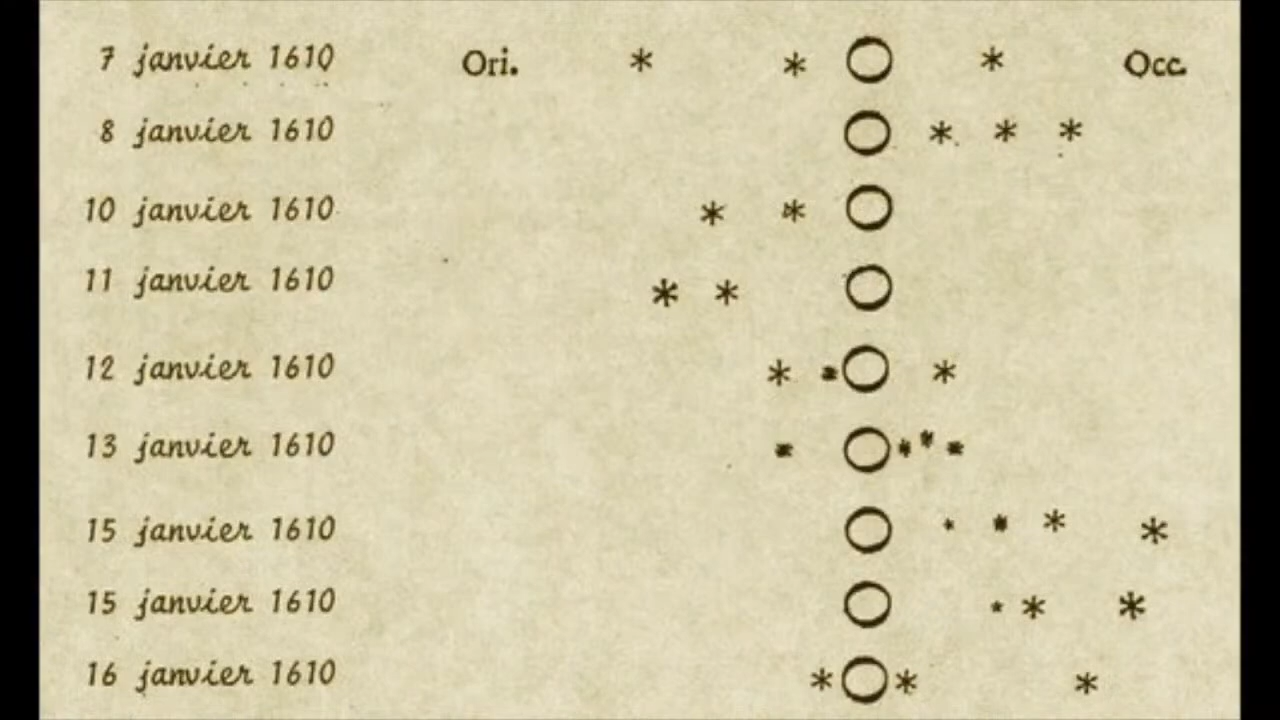 7 janvier 1610 Ori. * * O * Occ.
8 janvier 1610 O * * *
10 janvier 1610 * * O
11 janvier 1610 * * O
12 janvier 1610 * * O *
13 janvier 1610 * O * * *
15 janvier 1610 O * * * *
15 janvier 1610 O * * *
16 janvier 1610 * O * *